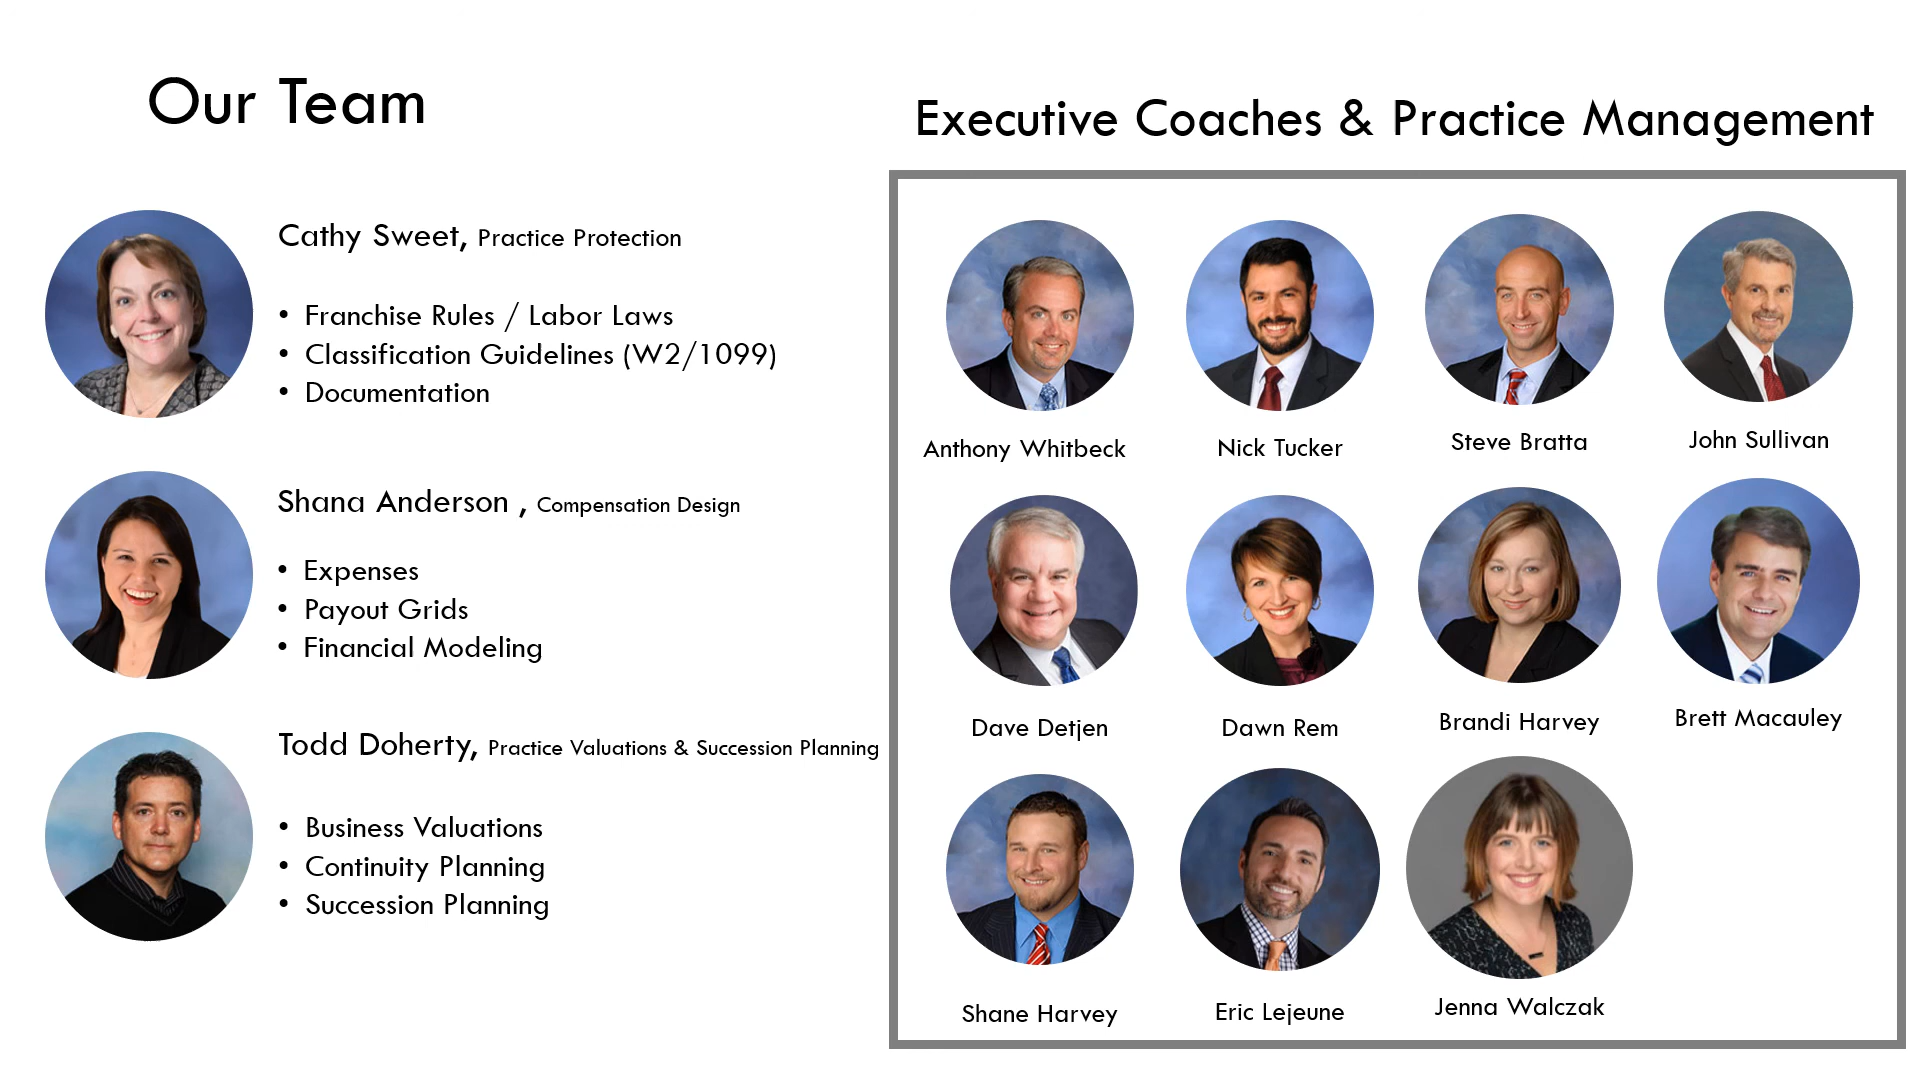 Our Team
Cathy Sweet, Practice Protection
• Franchise Rules / Labor Laws
• Classification Guidelines (W2/1099)
• Documentation
Shana Anderson , Compensation Design
• Expenses
• Payout Grids
• Financial Modeling
Todd Doherty, Practice Valuations & Succession Planning
• Business Valuations
• Continuity Planning
• Succession Planning
Executive Coaches & Practice Management
Anthony Whitbeck
Nick Tucker
Steve Bratta
John Sullivan
Dave Detjen
Dawn Rem
Brandi Harvey
Brett Macauley
Shane Harvey
Eric Lejeune
Jenna Walczak